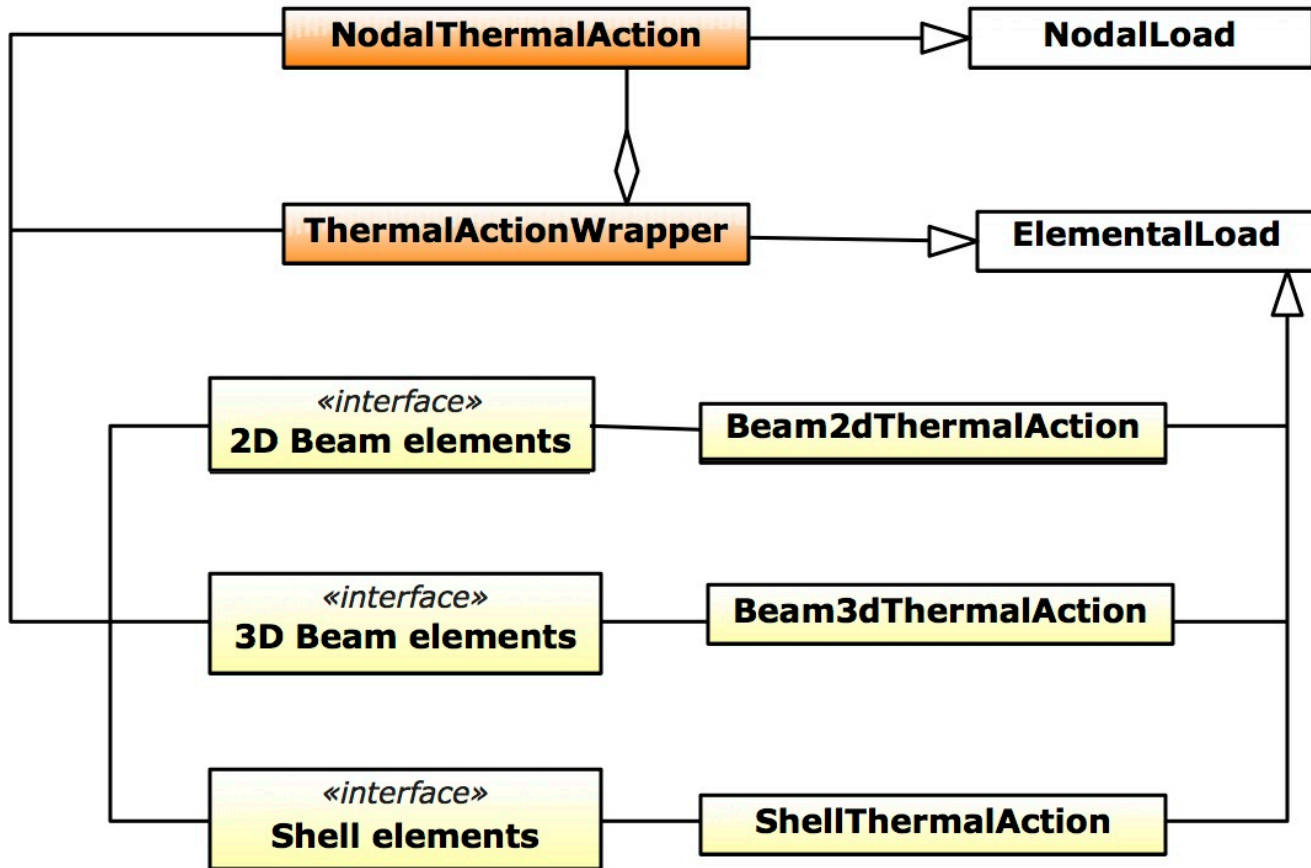 NodalThermalAction
NodalLoad
ThermalActionWrapper
ElementalLoad
«interface»
2D Beam elements
Beam2dThermalAction
«interface»
3D Beam elements
Beam3dThermalAction
«interface»
Shell elements
ShellThermalAction